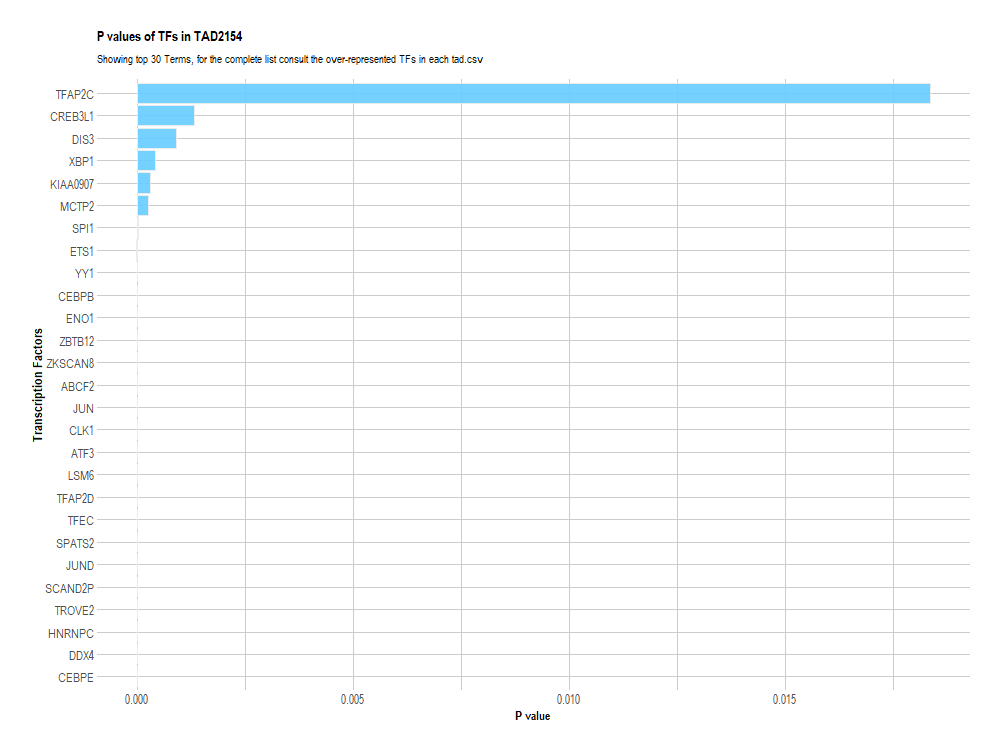 P values of TFs in TAD2154
Showing top 30 Terms, for the complete list consult the over-represented TFs in each tad.csv
Transcription Factors
TFAP2C
CREB3L1
DIS3
XBP1
KIAA0907
MCTP2
SPI1
ETS1
YY1
CEBPB
ENO1
ZBTB12
ZKSCAN8
ABCF2
JUN
CLK1
ATF3
LSM6
TFAP2D
TFEC
SPATS2
JUND
SCAND2P
TROVE2
HNRNPC
DDX4
CEBPE
0.000 0.005 0.010 0.015
P value